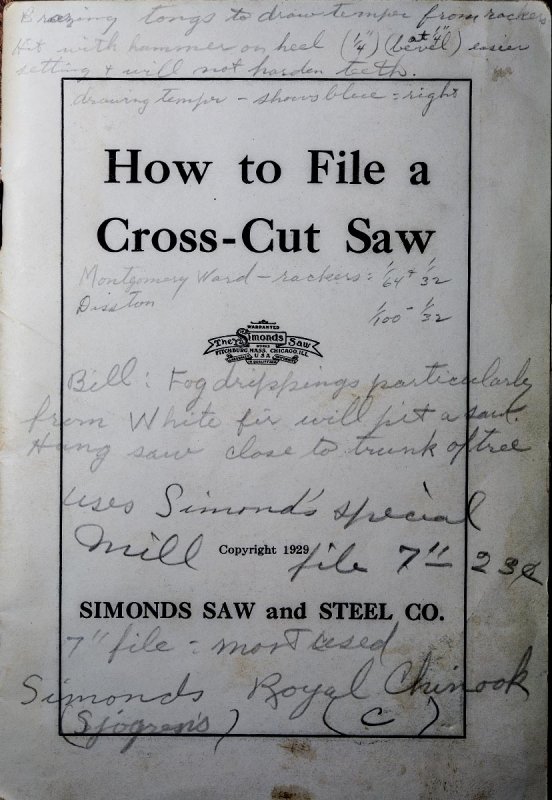 Brazing tongs to draw temper from rackers
Hit with hammer on heel (1/4") (bevel) at 4" easier
setting & will not harden teeth.
drawing temper - shows blue = right
How to File a
Cross-Cut Saw
Montgomery Ward - rackers = 1/64 + 1/32
Disston 1/100 - 1/32
WARRANTED
The Simonds Saw
FITCHBURG, MASS. CHICAGO, ILL.
U.S.A.
Bill: Fog drippings particularly
from White fir will pit a saw.
Hang saw close to trunk of tree
uses Simond's special
Mill file 7" - 23¢
Copyright 1929
SIMONDS SAW and STEEL CO.
7" file = most used
Simonds Royal Chinook
(Sjogren's) (C)